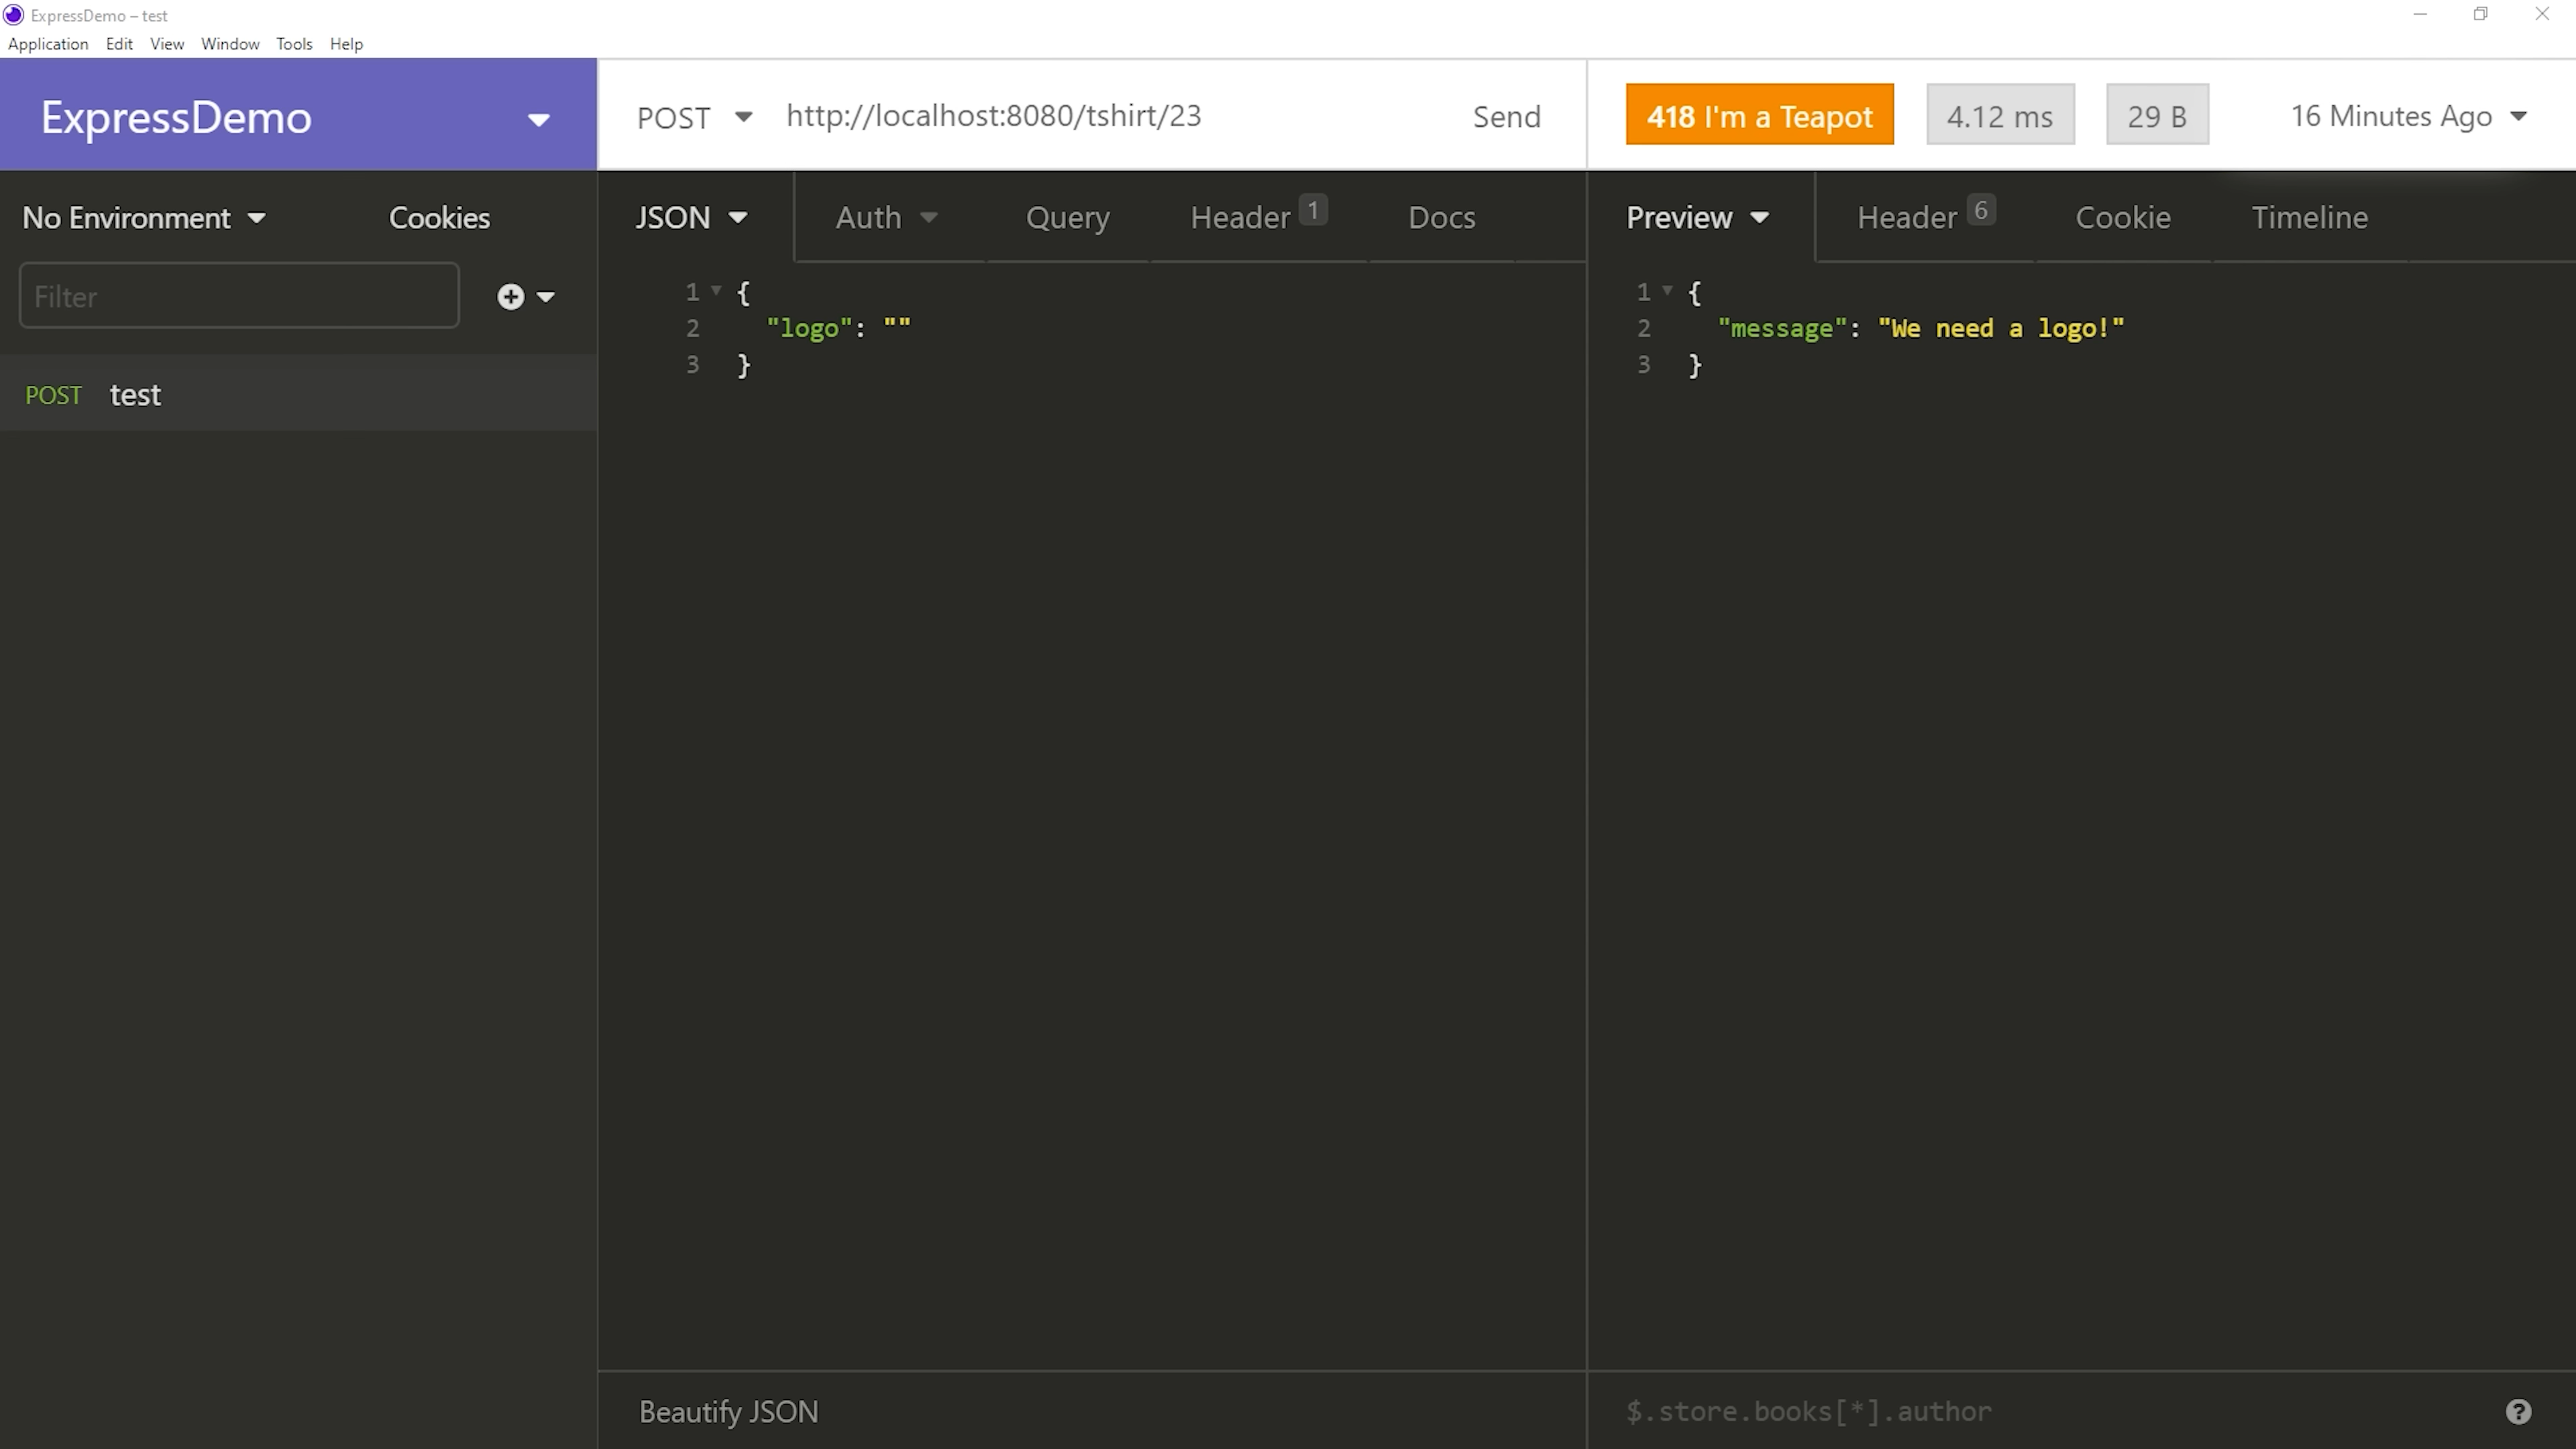 ExpressDemo – test
Application Edit View Window Tools Help
ExpressDemo
POST http://localhost:8080/tshirt/23 Send
418 I'm a Teapot 4.12 ms 29 B 16 Minutes Ago
No Environment Cookies
JSON Auth Query Header 1 Docs
Preview Header 6 Cookie Timeline
Filter
POST test
1 {
2 "logo": ""
3 }
1 {
2 "message": "We need a logo!"
3 }
Beautify JSON
$.store.books[*].author
?